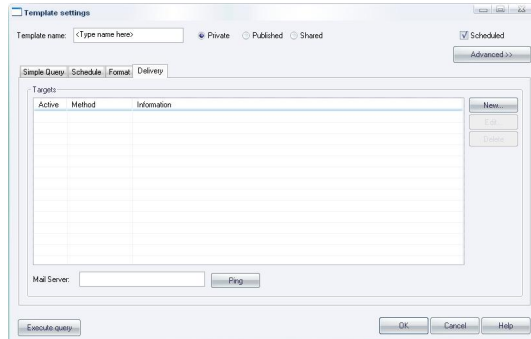 Template settings
Template name: <Type name here> Private Published Shared Scheduled
Advanced >>
Simple Query Schedule Format Delivery
Targets
Active Method Information New...
Edit...
Delete
Mail Server: Ping
Execute query OK Cancel Help